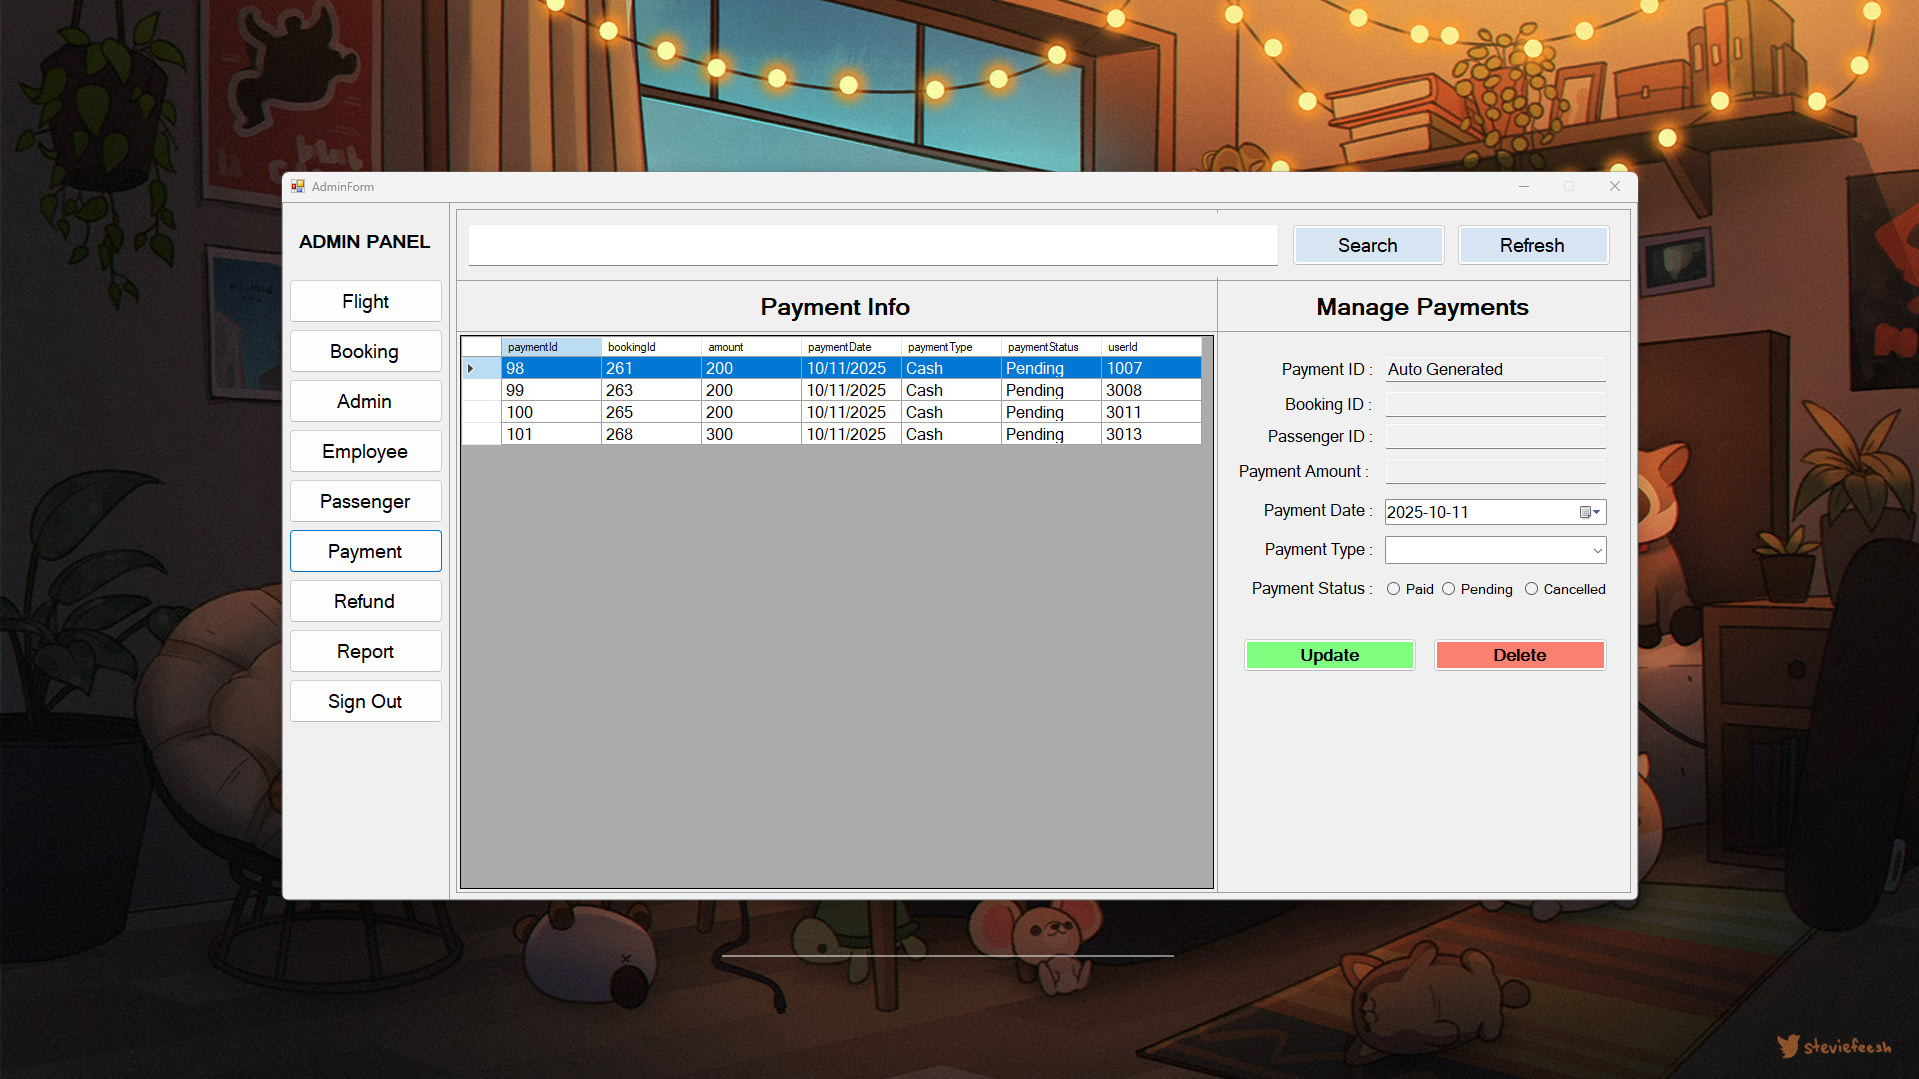 AdminForm
ADMIN PANEL
Flight
Booking
Admin
Employee
Passenger
Payment
Refund
Report
Sign Out
Search
Refresh
Payment Info
paymentId bookingId amount paymentDate paymentType paymentStatus userId
98 261 200 10/11/2025 Cash Pending 1007
99 263 200 10/11/2025 Cash Pending 3008
100 265 200 10/11/2025 Cash Pending 3011
101 268 300 10/11/2025 Cash Pending 3013
Manage Payments
Payment ID : Auto Generated
Booking ID :
Passenger ID :
Payment Amount :
Payment Date : 2025-10-11
Payment Type :
Payment Status : Paid Pending Cancelled
Update Delete
steviefeesh